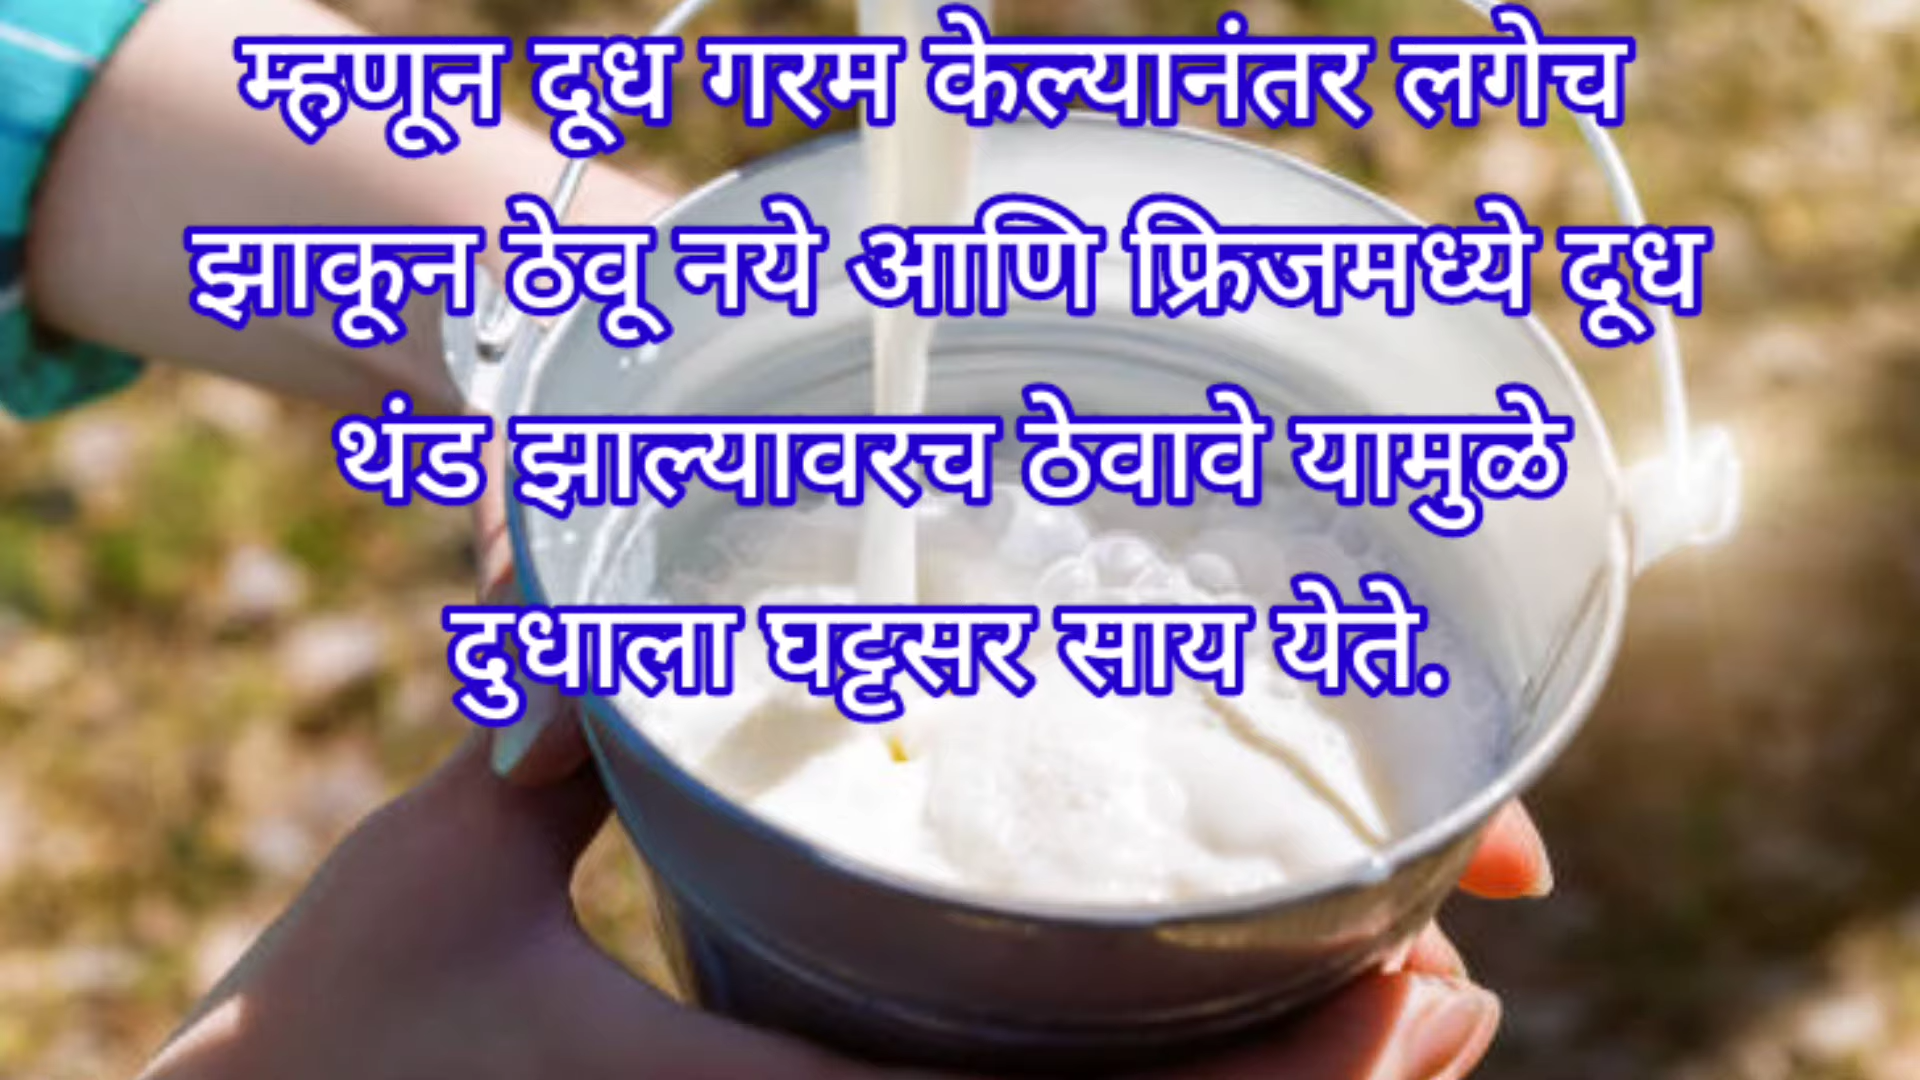 म्हणून दूध गरम केल्यानंतर लगेच
झाकून ठेवू नये आणि फ्रिजमध्ये दूध
थंड झाल्यावरच ठेवावे यामुळे
दुधाला घट्टसर साय येते.